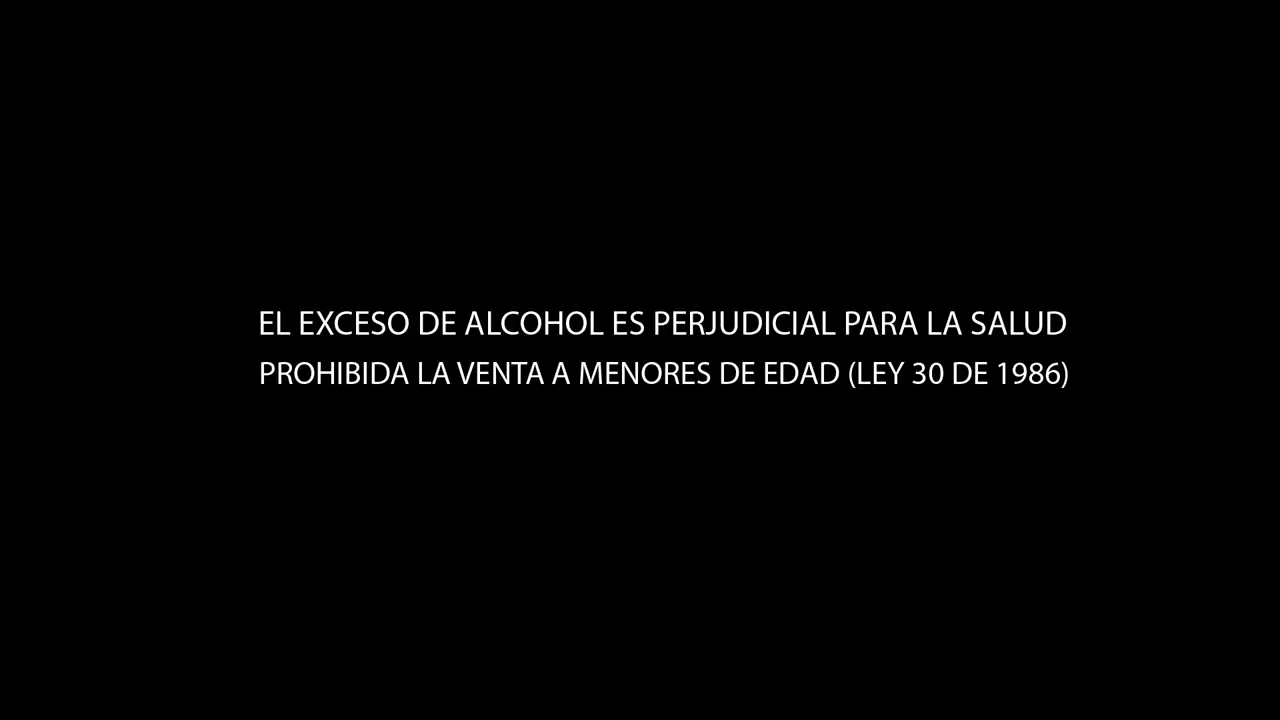 EL EXCESO DE ALCOHOL ES PERJUDICIAL PARA LA SALUD
PROHIBIDA LA VENTA A MENORES DE EDAD (LEY 30 DE 1986)